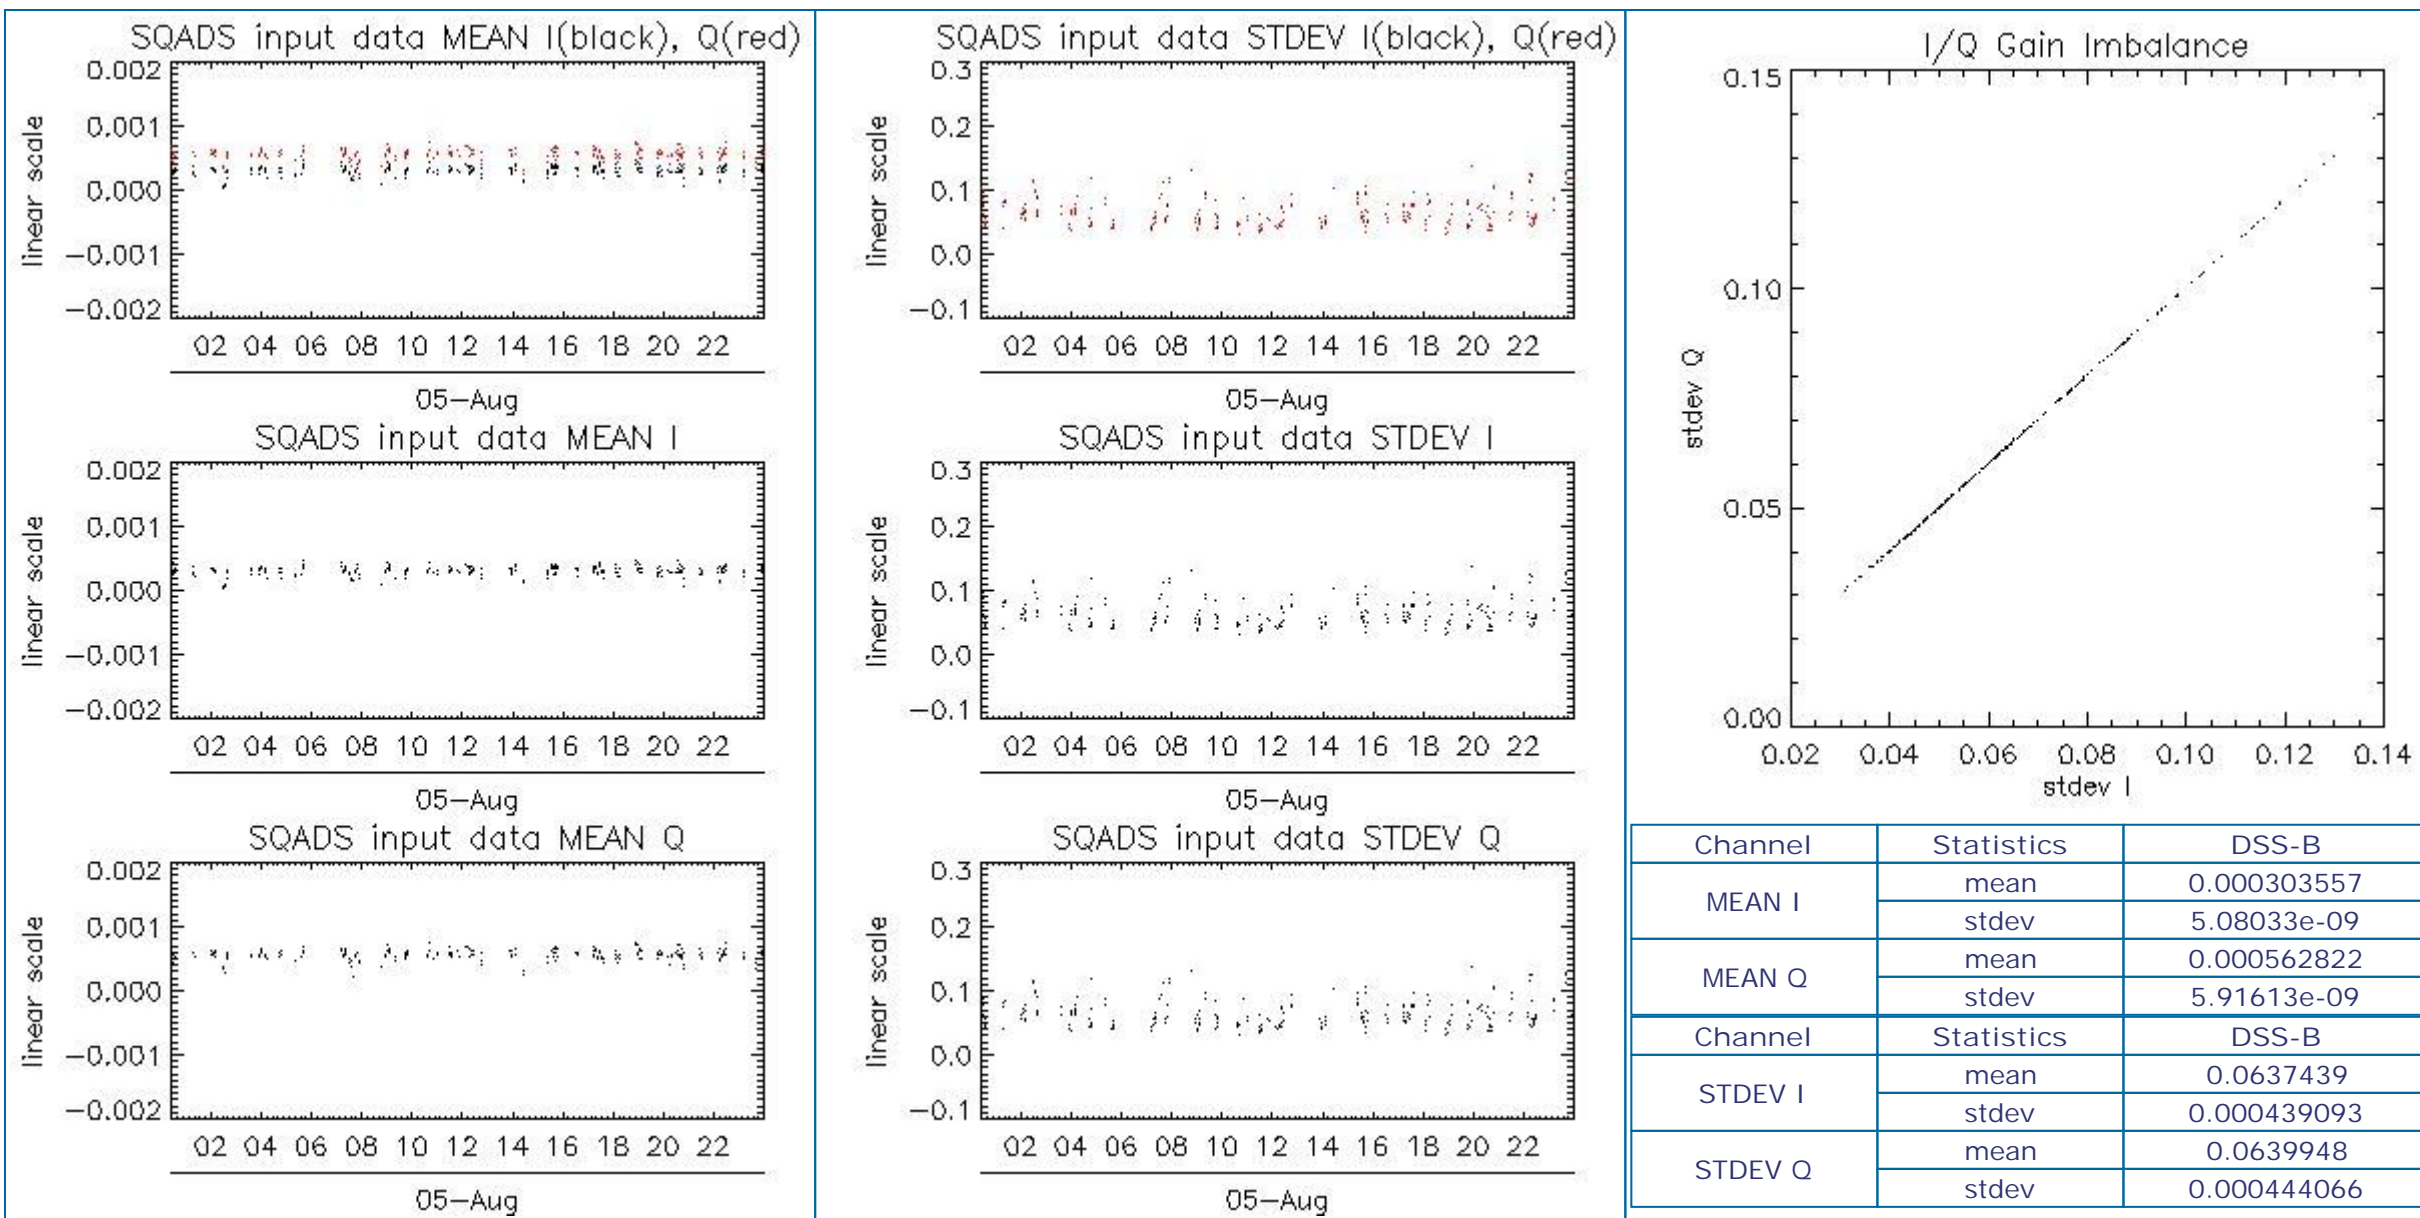 SQADS input data MEAN I(black), Q(red)
0.002
0.001
0.000
−0.001
−0.002
linear scale
02 04 06 08 10 12 14 16 18 20 22
05−Aug
SQADS input data MEAN I
0.002
0.001
0.000
−0.001
−0.002
linear scale
02 04 06 08 10 12 14 16 18 20 22
05−Aug
SQADS input data MEAN Q
0.002
0.001
0.000
−0.001
−0.002
linear scale
02 04 06 08 10 12 14 16 18 20 22
05−Aug
SQADS input data STDEV I(black), Q(red)
0.3
0.2
0.1
0.0
−0.1
linear scale
02 04 06 08 10 12 14 16 18 20 22
05−Aug
SQADS input data STDEV I
0.3
0.2
0.1
0.0
−0.1
linear scale
02 04 06 08 10 12 14 16 18 20 22
05−Aug
SQADS input data STDEV Q
0.3
0.2
0.1
0.0
−0.1
linear scale
02 04 06 08 10 12 14 16 18 20 22
05−Aug
I/Q Gain Imbalance
0.15
0.10
0.05
0.00
stdev Q
0.02 0.04 0.06 0.08 0.10 0.12 0.14
stdev I
Channel Statistics DSS-B
MEAN I mean 0.000303557
stdev 5.08033e-09
MEAN Q mean 0.000562822
stdev 5.91613e-09
Channel Statistics DSS-B
STDEV I mean 0.0637439
stdev 0.000439093
STDEV Q mean 0.0639948
stdev 0.000444066